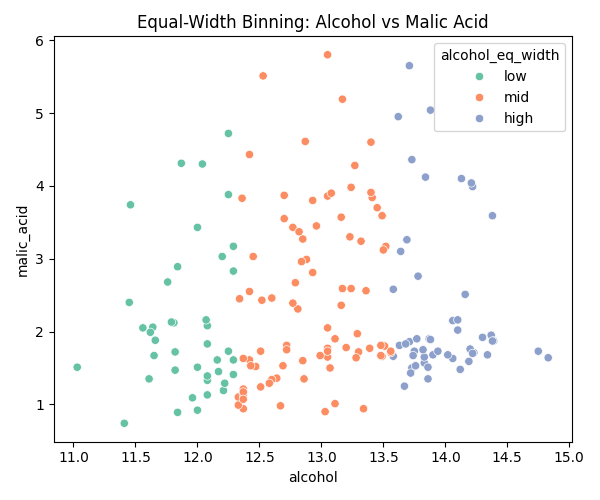 Equal-Width Binning: Alcohol vs Malic Acid
alcohol_eq_width
low
mid
high
malic_acid
6
5
4
3
2
1
11.0 11.5 12.0 12.5 13.0 13.5 14.0 14.5 15.0
alcohol